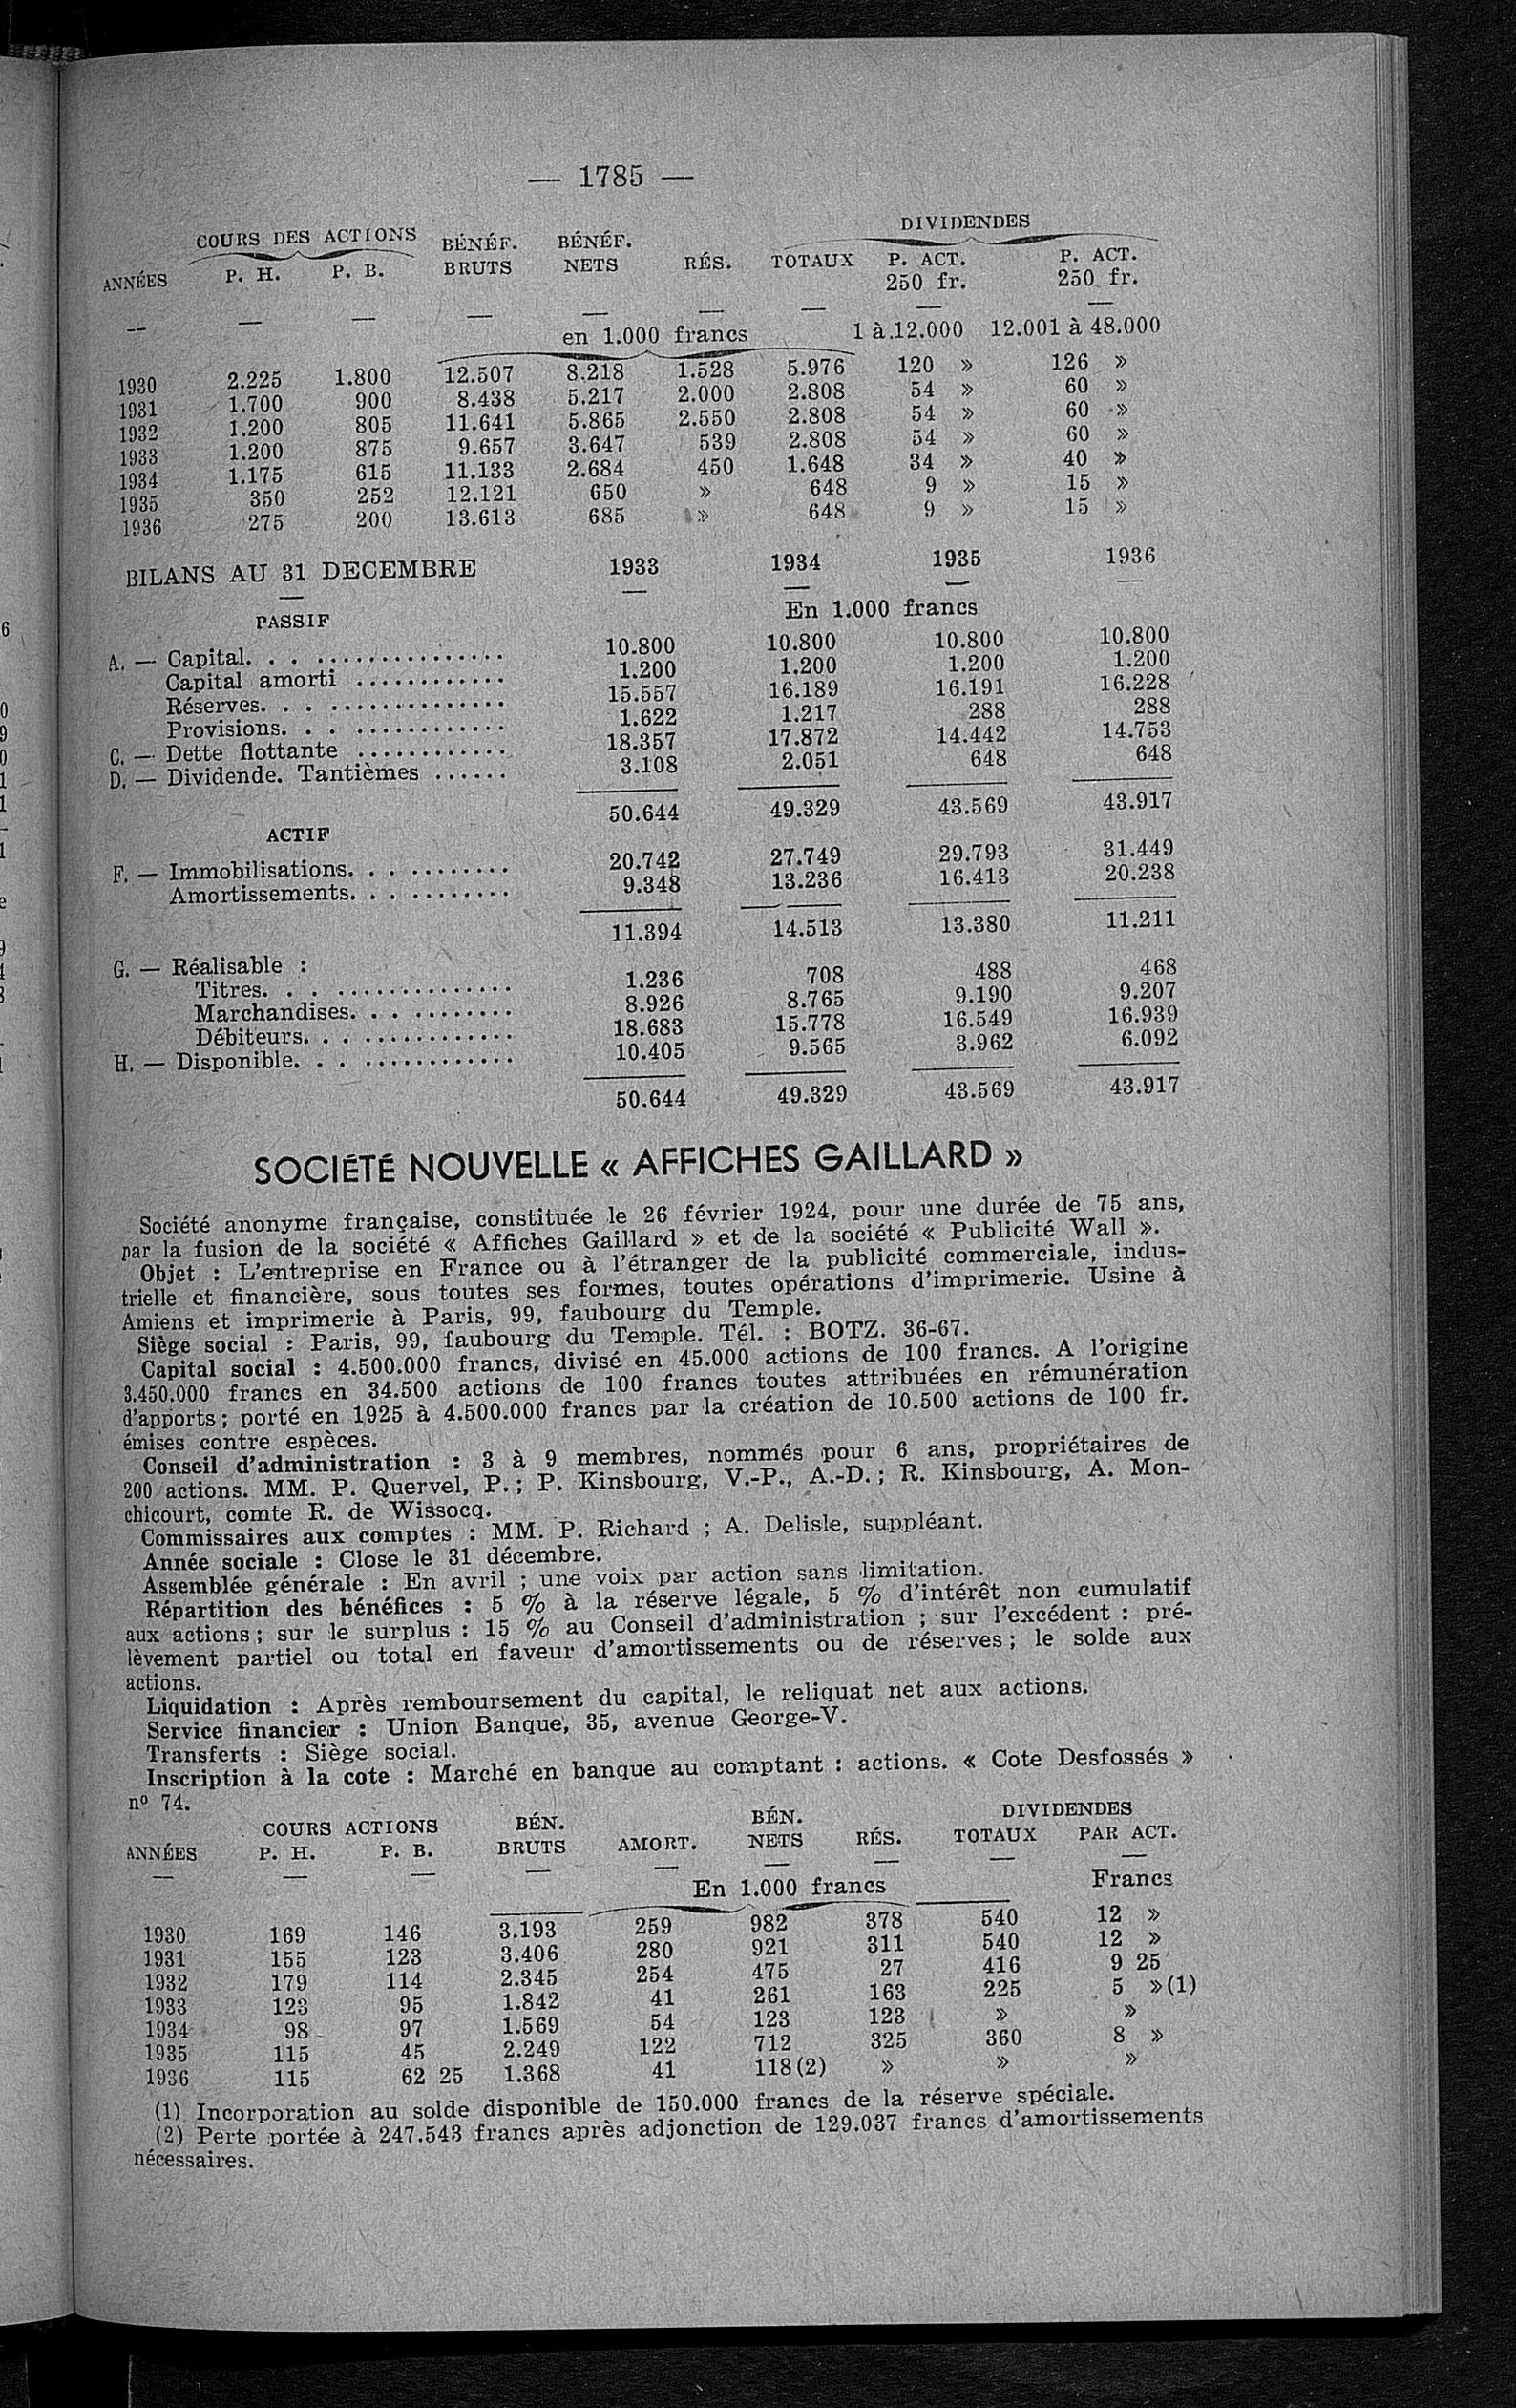 — 1785 —
COURS DES ACTIONS BÉNÉF. BÉNÉF. DIVIDENDES
ANNÉES P. H. P. B. BRUTS NETS RÉS. TOTAUX P. ACT. 250 fr. P. ACT. 250 fr.
en 1.000 francs 1 à 12.000 12.001 à 48.000
1930 2.225 1.800 12.507 8.218 1.528 5.976 120 » 126 »
1931 1.700 900 8.438 5.217 2.000 2.808 54 » 60 »
1932 1.200 805 11.641 5.865 2.550 2.808 54 » 60 »
1933 1.200 875 9.657 3.647 539 2.808 54 » 60 »
1934 1.175 615 11.133 2.684 450 1.648 34 » 40 »
1935 350 252 12.121 650 » 648 9 » 15 »
1936 275 200 13.613 685 » 648 9 » 15 »
BILANS AU 31 DECEMBRE 1933 1934 1935 1936
PASSIF En 1.000 francs
A. — Capital. . . . . . . . . . 10.800 10.800 10.800 10.800
Capital amorti . . . . . . . . 1.200 1.200 1.200 1.200
Réserves. . . . . . . . . . 15.557 16.189 16.191 16.228
Provisions. . . . . . . . . . 1.622 1.217 288 288
C. — Dette flottante . . . . . . . . 18.357 17.872 14.442 14.753
D. — Dividende. Tantièmes . . . . . . 3.108 2.051 648 648
50.644 49.329 43.569 43.917
ACTIF
F. — Immobilisations. . . . . . . . . 20.742 27.749 29.793 31.449
Amortissements. . . . . . . . . 9.348 13.236 16.413 20.238
11.394 14.513 13.380 11.211
G. — Réalisable :
Titres. . . . . . . . . . 1.236 708 488 468
Marchandises. . . . . . . . . 8.926 8.765 9.190 9.207
Débiteurs. . . . . . . . . . 18.683 15.778 16.549 16.939
H. — Disponible. . . . . . . . . . 10.405 9.565 3.962 6.092
50.644 49.329 43.569 43.917
SOCIÉTÉ NOUVELLE « AFFICHES GAILLARD »
Société anonyme française, constituée le 26 février 1924, pour une durée de 75 ans,
par la fusion de la société « Affiches Gaillard » et de la société « Publicité Wall ».
Objet : L'entreprise en France ou à l'étranger de la publicité commerciale, indus-
trielle et financière, sous toutes ses formes, toutes opérations d'imprimerie. Usine à
Amiens et imprimerie à Paris, 99, faubourg du Temple.
Siège social : Paris, 99, faubourg du Temple. Tél. : BOTZ. 36-67.
Capital social : 4.500.000 francs, divisé en 45.000 actions de 100 francs. A l'origine
3.450.000 francs en 34.500 actions de 100 francs toutes attribuées en rémunération
d'apports ; porté en 1925 à 4.500.000 francs par la création de 10.500 actions de 100 fr.
émises contre espèces.
Conseil d'administration : 3 à 9 membres, nommés pour 6 ans, propriétaires de
200 actions. MM. P. Quervel, P. ; P. Kinsbourg, V.-P., A.-D. ; R. Kinsbourg, A. Mon-
chicourt, comte R. de Wissocq.
Commissaires aux comptes : MM. P. Richard ; A. Delisle, suppléant.
Année sociale : Close le 31 décembre.
Assemblée générale : En avril ; une voix par action sans limitation.
Répartition des bénéfices : 5 % à la réserve légale, 5 % d'intérêt non cumulatif
aux actions ; sur le surplus : 15 % au Conseil d'administration ; sur l'excédent : pré-
lèvement partiel ou total en faveur d'amortissements ou de réserves ; le solde aux
actions.
Liquidation : Après remboursement du capital, le reliquat net aux actions.
Service financier : Union Banque, 35, avenue George-V.
Transferts : Siège social.
Inscription à la cote : Marché en banque au comptant : actions. « Cote Desfossés »
nº 74.
COURS ACTIONS BÉN. BÉN. DIVIDENDES
ANNÉES P. H. P. B. BRUTS AMORT. NETS RÉS. TOTAUX PAR ACT.
En 1.000 francs Francs
1930 169 146 3.193 259 982 378 540 12 »
1931 155 123 3.406 280 921 311 540 12 »
1932 179 114 2.345 254 475 27 416 9 25
1933 123 95 1.842 41 261 163 225 5 »(1)
1934 98 97 1.569 54 123 123 » »
1935 115 45 2.249 122 712 325 360 8 »
1936 115 62 25 1.368 41 118(2) » » »
(1) Incorporation au solde disponible de 150.000 francs de la réserve spéciale.
(2) Perte portée à 247.543 francs après adjonction de 129.037 francs d'amortissements
nécessaires.